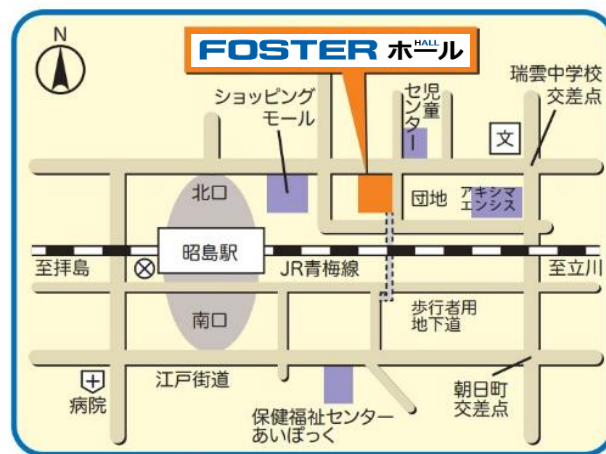 N
FOSTER HALL ホール
ショッピング
モール
児童
センター
瑞雲中学校
交差点
文
北口
団地
アキシマ
エンシス
昭島駅
至拝島
JR青梅線
至立川
南口
歩行者用
地下道
江戸街道
病院
保健福祉センター
あいぽっく
朝日町
交差点